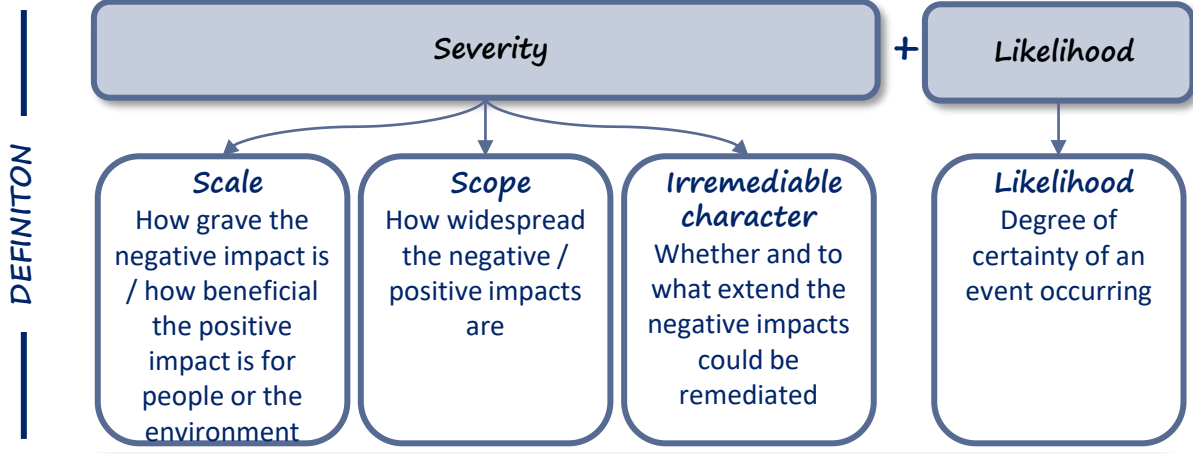 Severity
+
Likelihood
DEFINITON
Scale
How grave the
negative impact is
/ how beneficial
the positive
impact is for
people or the
environment
Scope
How widespread
the negative /
positive impacts
are
Irremediable
character
Whether and to
what extend the
negative impacts
could be
remediated
Likelihood
Degree of
certainty of an
event occurring